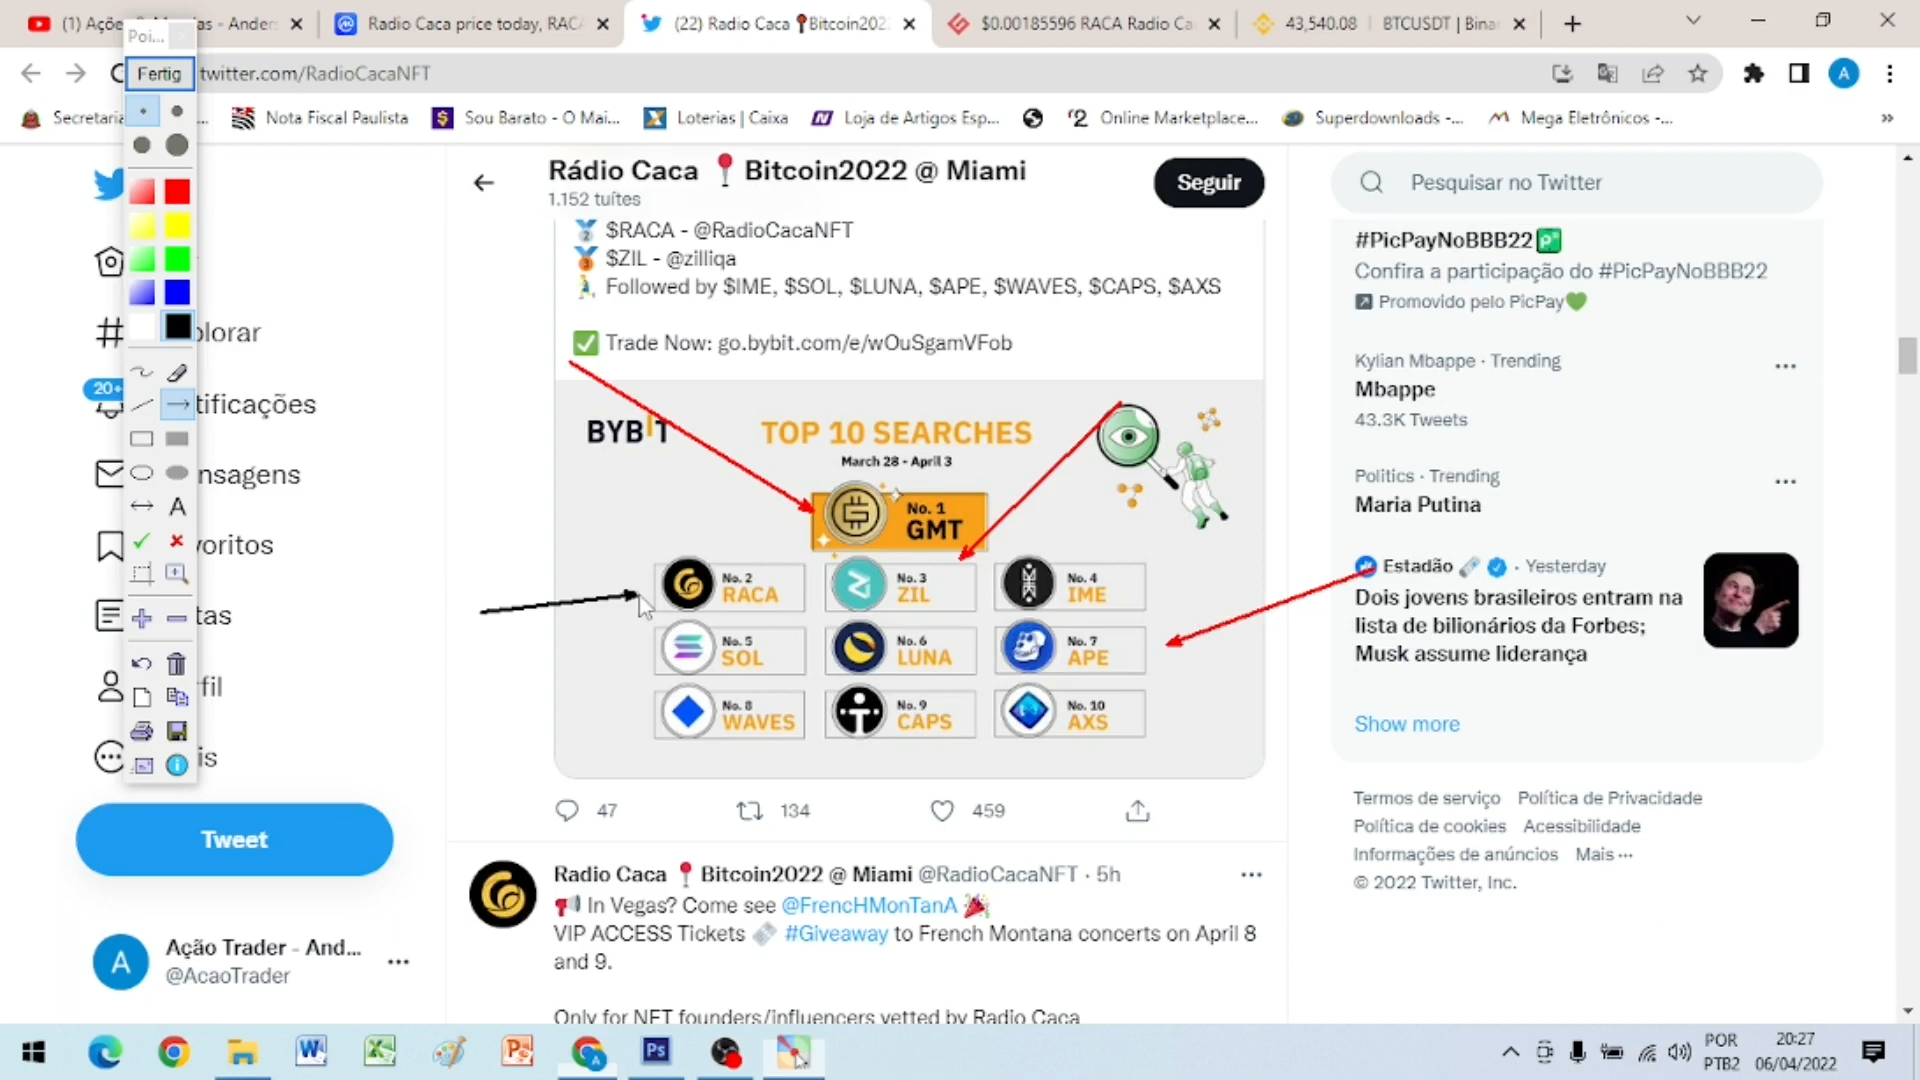 (1) Açõe
as - Anders
Radio Caca price today, RACA
(22) Radio Caca 📍Bitcoin202
$0.00185596 RACA Radio Ca
43,540.08 | BTCUSDT | Binan
Poi...
Fertig
twitter.com/RadioCacaNFT
A
Secretaria
...
Nota Fiscal Paulista
Sou Barato - O Mai...
Loterias | Caixa
Loja de Artigos Esp...
Online Marketplace...
Superdownloads -...
Mega Eletrônicos -...
»
Rádio Caca 📍 Bitcoin2022 @ Miami
1.152 tuítes
Seguir
Pesquisar no Twitter
🥈 $RACA - @RadioCacaNFT
🥉 $ZIL - @zilliqa
Followed by $IME, $SOL, $LUNA, $APE, $WAVES, $CAPS, $AXS
✅ Trade Now: go.bybit.com/e/wOuSgamVFob
BYBIT
TOP 10 SEARCHES
March 28 - April 3
No. 1
GMT
No. 2
RACA
No. 3
ZIL
No. 4
IME
No. 5
SOL
No. 6
LUNA
No. 7
APE
No. 8
WAVES
No. 9
CAPS
No. 10
AXS
47
134
459
Radio Caca 📍 Bitcoin2022 @ Miami @RadioCacaNFT · 5h
In Vegas? Come see @FrencHMonTanA 🎉
VIP ACCESS Tickets #Giveaway to French Montana concerts on April 8
and 9.
Only for NFT founders/influencers vetted by Radio Caca
plorar
20+
tificações
nsagens
voritos
tas
rfil
is
A
Tweet
A
Ação Trader - And...
@AcaoTrader
#PicPayNoBBB22
Confira a participação do #PicPayNoBBB22
Promovido pelo PicPay💚
Kylian Mbappe · Trending
Mbappe
43.3K Tweets
Politics · Trending
Maria Putina
Estadão 🗞 · Yesterday
Dois jovens brasileiros entram na
lista de bilionários da Forbes;
Musk assume liderança
Show more
Termos de serviço Política de Privacidade
Política de cookies Acessibilidade
Informações de anúncios Mais ···
© 2022 Twitter, Inc.
POR
PTB2
20:27
06/04/2022